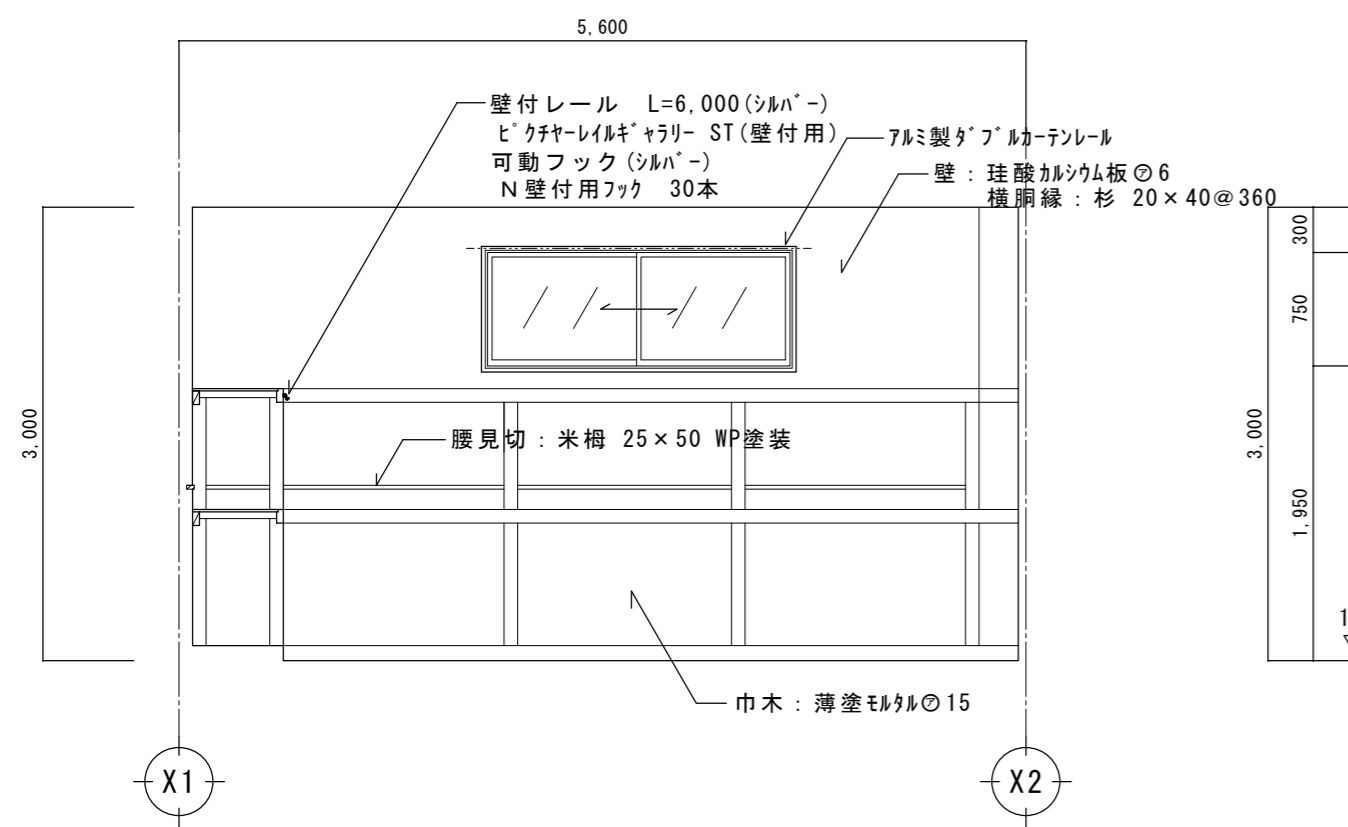 5,600
壁付レール L=6,000(ｼﾙﾊﾞｰ)
ﾋﾟｸﾁｬｰﾚｲﾙｷﾞｬﾗﾘｰ ST(壁付用)
可動フック(ｼﾙﾊﾞｰ)
N壁付用ﾌｯｸ 30本
ｱﾙﾐ製ﾀﾞﾌﾞﾙｶｰﾃﾝﾚｰﾙ
壁：珪酸ｶﾙｼｳﾑ板㋐6
横胴縁：杉 20×40@360
3,000
腰見切：米栂 25×50 WP塗装
巾木：薄塗ﾓﾙﾀﾙ㋐15
3,000
300
750
1,950
X1
X2